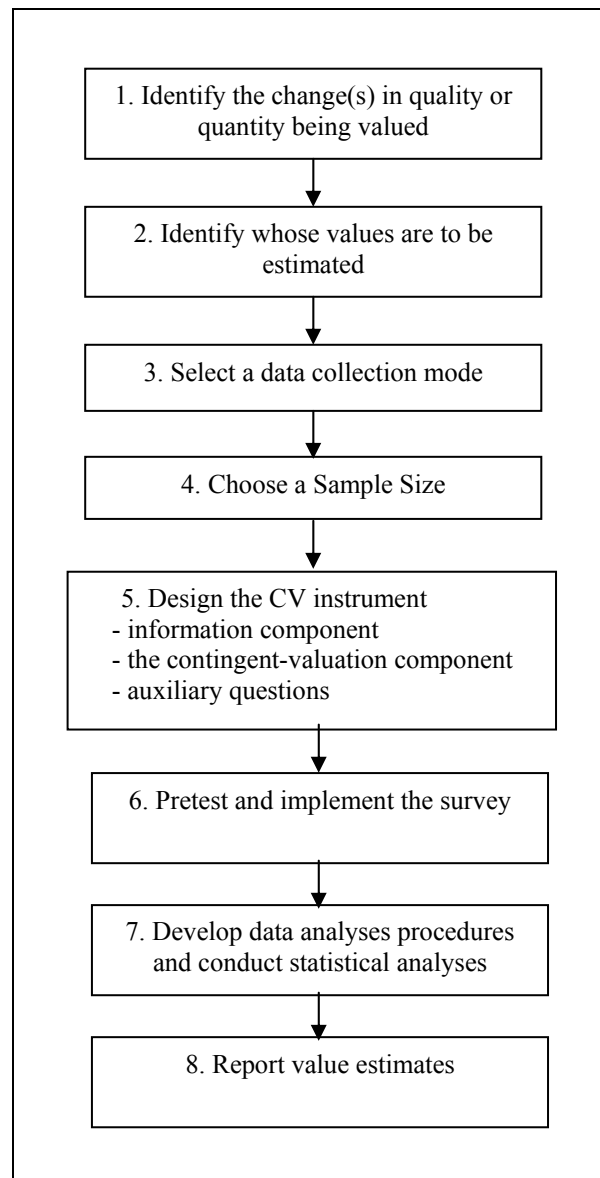 1. Identify the change(s) in quality or
quantity being valued
2. Identify whose values are to be
estimated
3. Select a data collection mode
4. Choose a Sample Size
5. Design the CV instrument
- information component
- the contingent-valuation component
- auxiliary questions
6. Pretest and implement the survey
7. Develop data analyses procedures
and conduct statistical analyses
8. Report value estimates